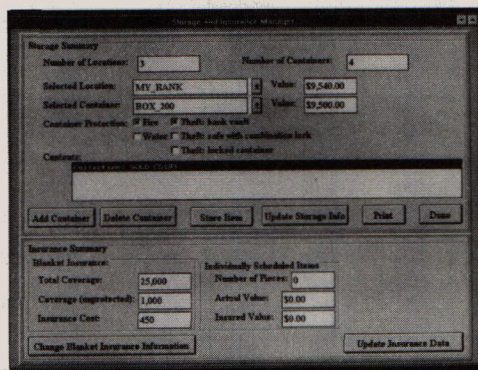 Storage and Insurance Manager
Storage Summary
Number of Locations: 3 Number of Containers: 4
Selected Location: MY_BANK Value: $9,540.00
Selected Container: BOX_200 Value: $9,500.00
Container Protection: Fire Theft: bank vault
Water Theft: safe with combination lock
Theft: locked container
Contents:
Add Container Delete Container Store Item Update Storage Info Print Done
Insurance Summary
Blanket Insurance: Individually Scheduled Items
Total Coverage: 25,000 Number of Pieces: 0
Coverage (unprotected): 1,000 Actual Value: $0.00
Insurance Cost: 450 Insured Value: $0.00
Change Blanket Insurance Information Update Insurance Data